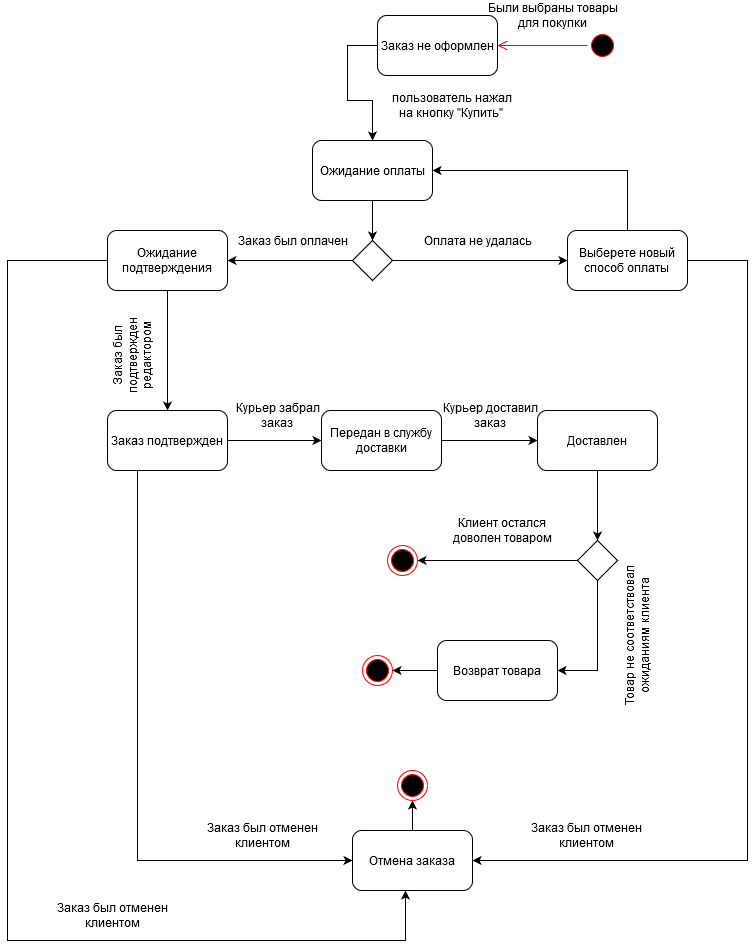 Были выбраны товары
для покупки
Заказ не оформлен
пользователь нажал
на кнопку "Купить"
Ожидание оплаты
Заказ был оплачен
Оплата не удалась
Ожидание
подтверждения
Выберете новый
способ оплаты
Заказ был
подтвержден
редактором
Курьер забрал
заказ
Курьер доставил
заказ
Заказ подтвержден
Передан в службу
доставки
Доставлен
Клиент остался
доволен товаром
Товар не соответствовал
ожиданиям клиента
Возврат товара
Заказ был отменен
клиентом
Заказ был отменен
клиентом
Отмена заказа
Заказ был отменен
клиентом